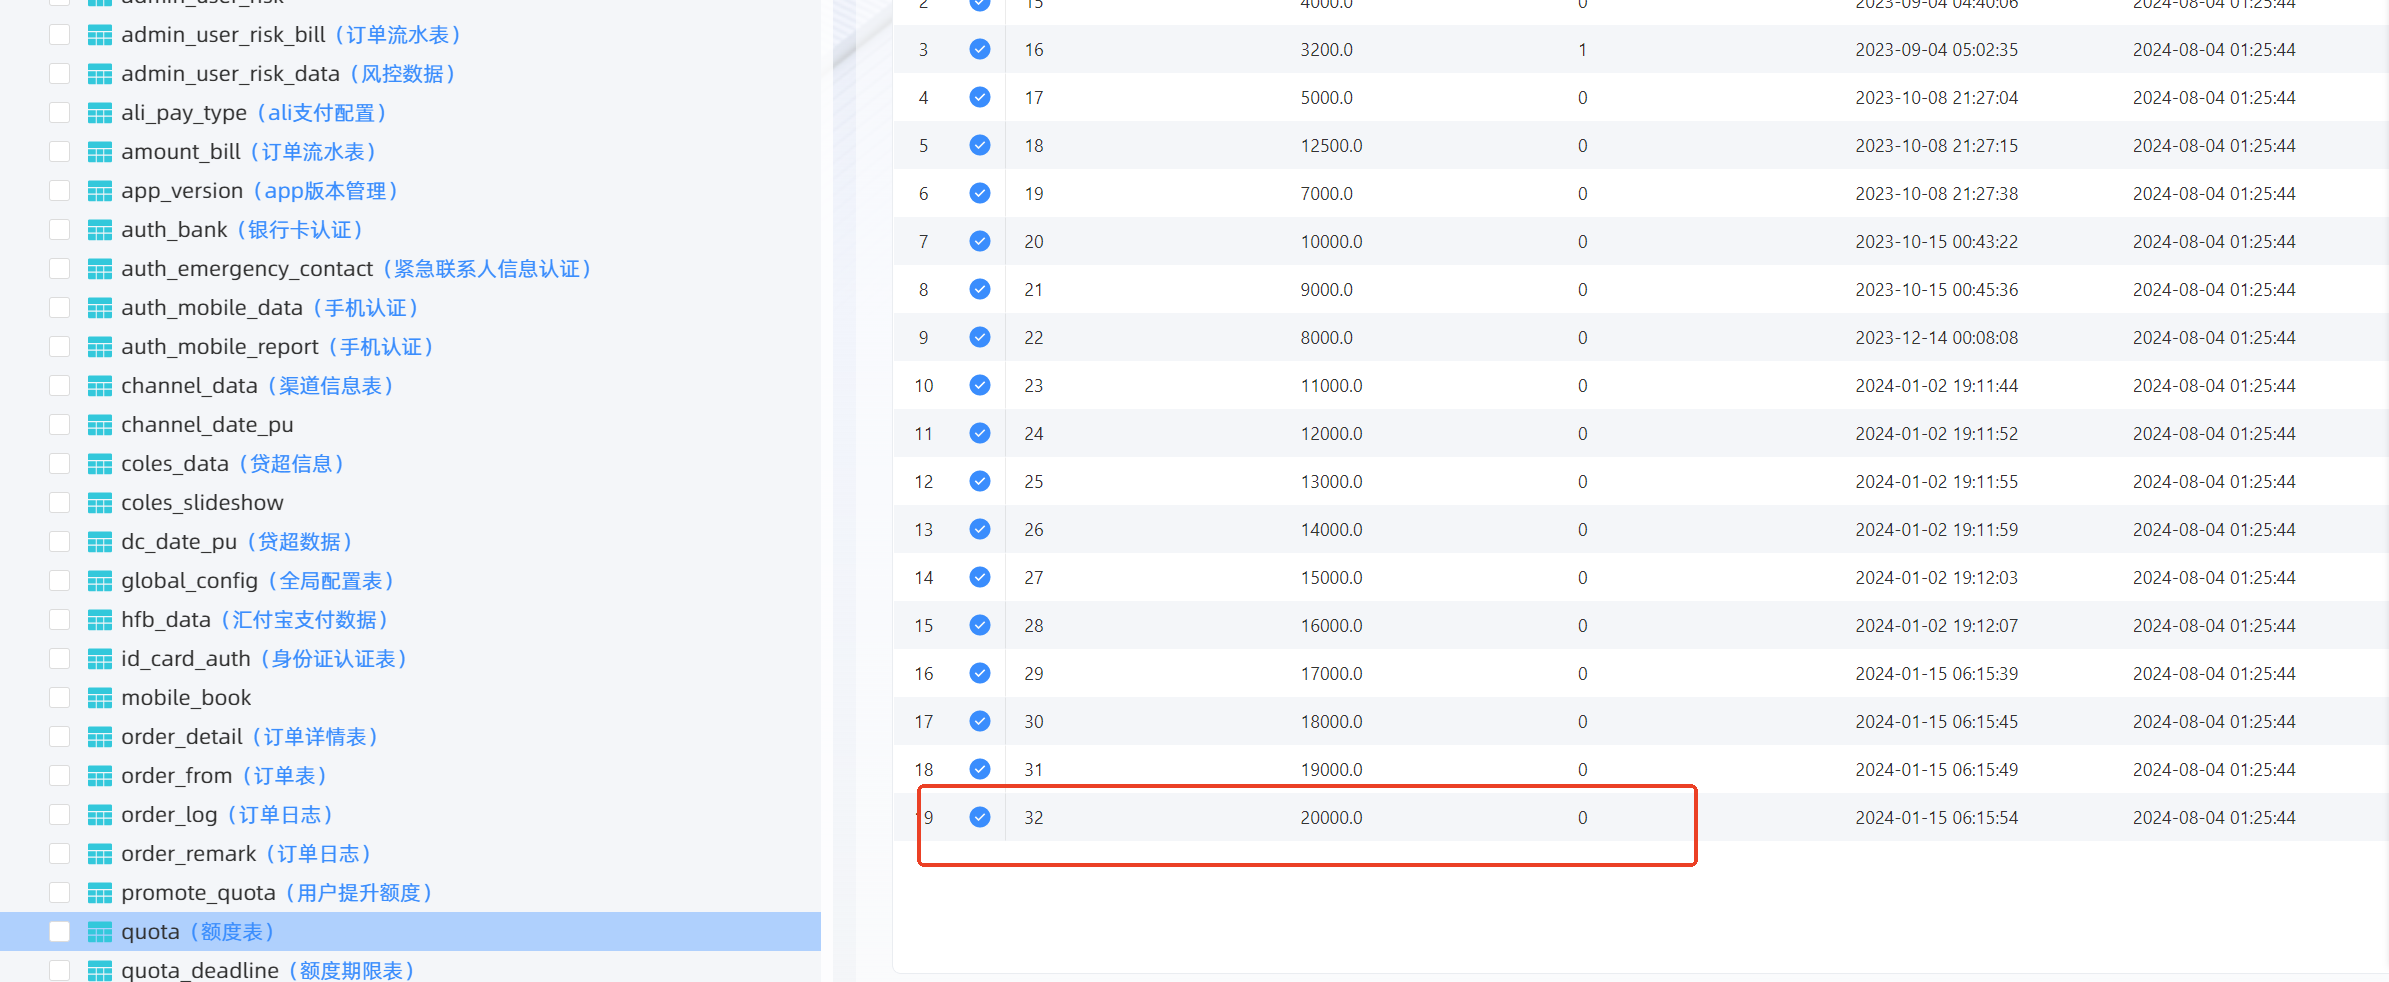 admin_user_risk
admin_user_risk_bill（订单流水表）
admin_user_risk_data（风控数据）
ali_pay_type（ali支付配置）
amount_bill（订单流水表）
app_version（app版本管理）
auth_bank（银行卡认证）
auth_emergency_contact（紧急联系人信息认证）
auth_mobile_data（手机认证）
auth_mobile_report（手机认证）
channel_data（渠道信息表）
channel_date_pu
coles_data（贷超信息）
coles_slideshow
dc_date_pu（贷超数据）
global_config（全局配置表）
hfb_data（汇付宝支付数据）
id_card_auth（身份证认证表）
mobile_book
order_detail（订单详情表）
order_from（订单表）
order_log（订单日志）
order_remark（订单日志）
promote_quota（用户提升额度）
quota（额度表）
quota_deadline（额度期限表）
2 15 4000.0 0 2023-09-04 04:40:06 2024-08-04 01:25:44
3 16 3200.0 1 2023-09-04 05:02:35 2024-08-04 01:25:44
4 17 5000.0 0 2023-10-08 21:27:04 2024-08-04 01:25:44
5 18 12500.0 0 2023-10-08 21:27:15 2024-08-04 01:25:44
6 19 7000.0 0 2023-10-08 21:27:38 2024-08-04 01:25:44
7 20 10000.0 0 2023-10-15 00:43:22 2024-08-04 01:25:44
8 21 9000.0 0 2023-10-15 00:45:36 2024-08-04 01:25:44
9 22 8000.0 0 2023-12-14 00:08:08 2024-08-04 01:25:44
10 23 11000.0 0 2024-01-02 19:11:44 2024-08-04 01:25:44
11 24 12000.0 0 2024-01-02 19:11:52 2024-08-04 01:25:44
12 25 13000.0 0 2024-01-02 19:11:55 2024-08-04 01:25:44
13 26 14000.0 0 2024-01-02 19:11:59 2024-08-04 01:25:44
14 27 15000.0 0 2024-01-02 19:12:03 2024-08-04 01:25:44
15 28 16000.0 0 2024-01-02 19:12:07 2024-08-04 01:25:44
16 29 17000.0 0 2024-01-15 06:15:39 2024-08-04 01:25:44
17 30 18000.0 0 2024-01-15 06:15:45 2024-08-04 01:25:44
18 31 19000.0 0 2024-01-15 06:15:49 2024-08-04 01:25:44
19 32 20000.0 0 2024-01-15 06:15:54 2024-08-04 01:25:44